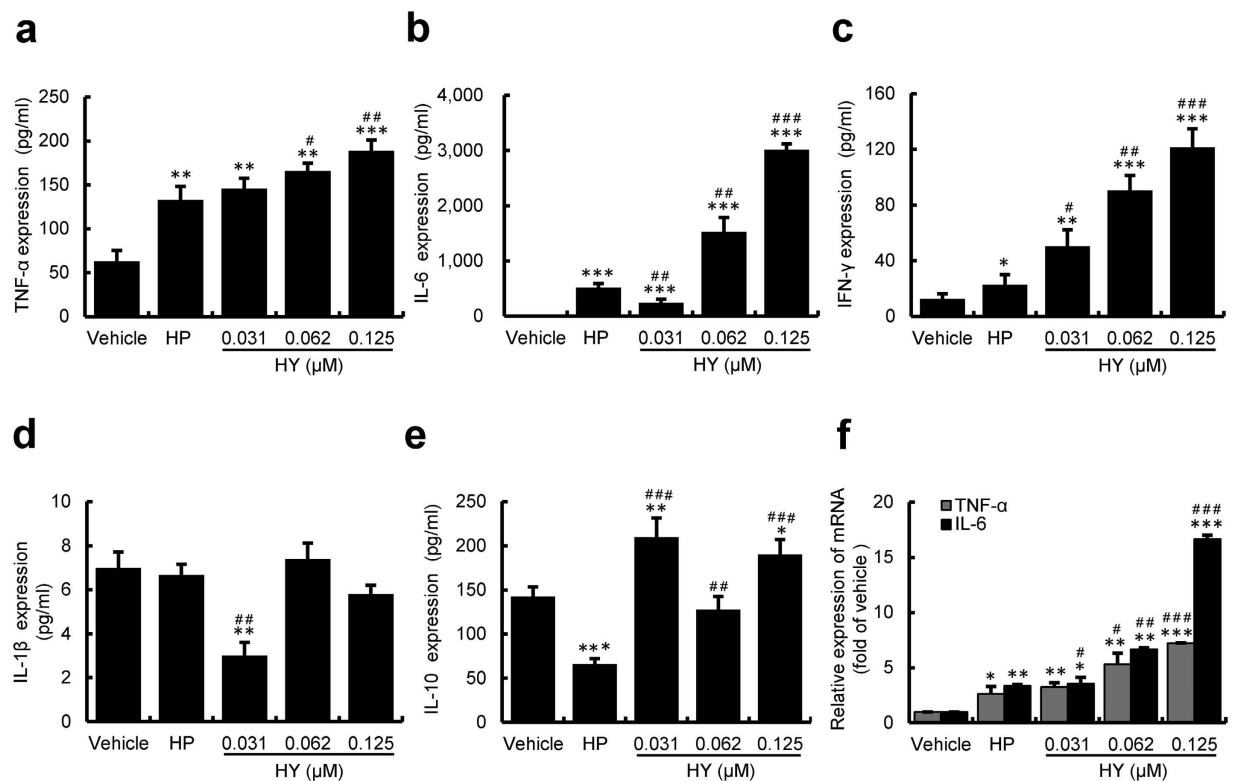 a
TNF-α expression (pg/ml)
250
200
150
100
50
0
** ** # ** ## ***
Vehicle HP 0.031 0.062 0.125
HY (μM)
b
IL-6 expression (pg/ml)
4,000
3,000
2,000
1,000
0
*** ## *** ## *** ### ***
Vehicle HP 0.031 0.062 0.125
HY (μM)
c
IFN-γ expression (pg/ml)
160
120
80
40
0
* # ** ## *** ### ***
Vehicle HP 0.031 0.062 0.125
HY (μM)
d
IL-1β expression
(pg/ml)
10
8
6
4
2
0
##
**
Vehicle HP 0.031 0.062 0.125
HY (μM)
e
IL-10 expression (pg/ml)
250
200
150
100
50
0
*** ### ** ## ### *
Vehicle HP 0.031 0.062 0.125
HY (μM)
f
Relative expression of mRNA
(fold of vehicle )
20
15
10
5
0
TNF-α
IL-6
* ** ** # * # ** ## ** ### *** ### ***
Vehicle HP 0.031 0.062 0.125
HY (μM)